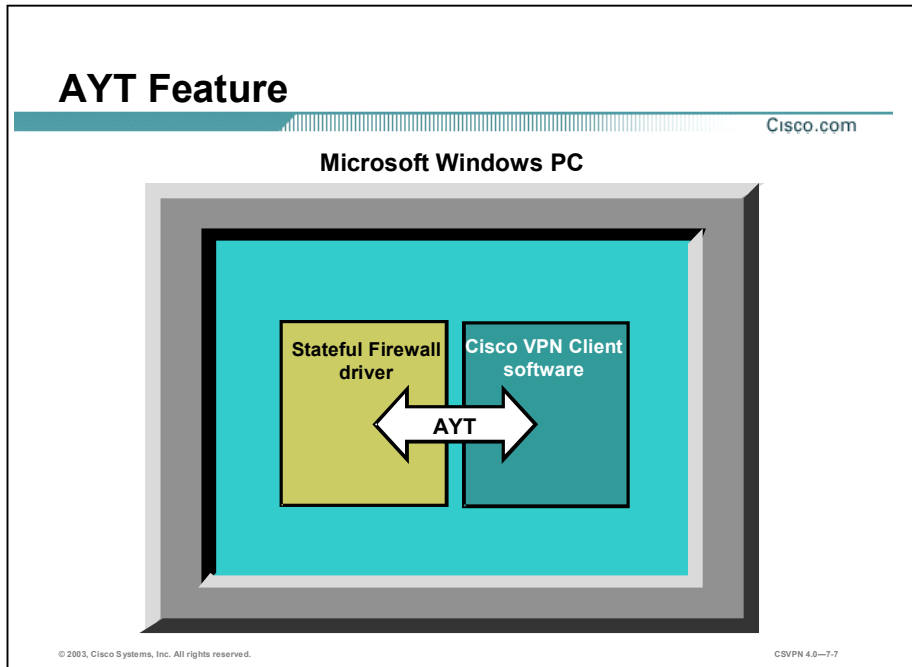 AYT Feature
Cisco.com
Microsoft Windows PC
Stateful Firewall
driver
Cisco VPN Client
software
AYT
© 2003, Cisco Systems, Inc. All rights reserved.
CSVPN 4.0—7-7